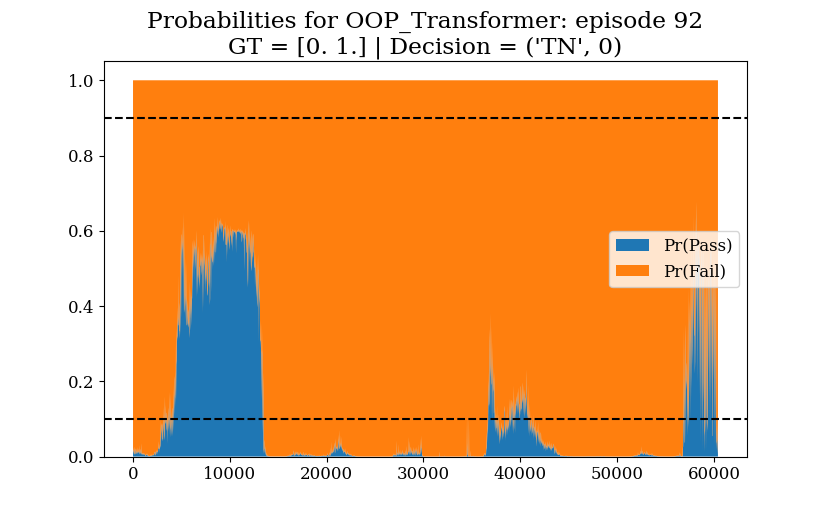 Probabilities for OOP_Transformer: episode 92
GT = [0. 1.] | Decision = ('TN', 0)
1.0
0.8
0.6
0.4
0.2
0.0
Pr(Pass)
Pr(Fail)
0 10000 20000 30000 40000 50000 60000